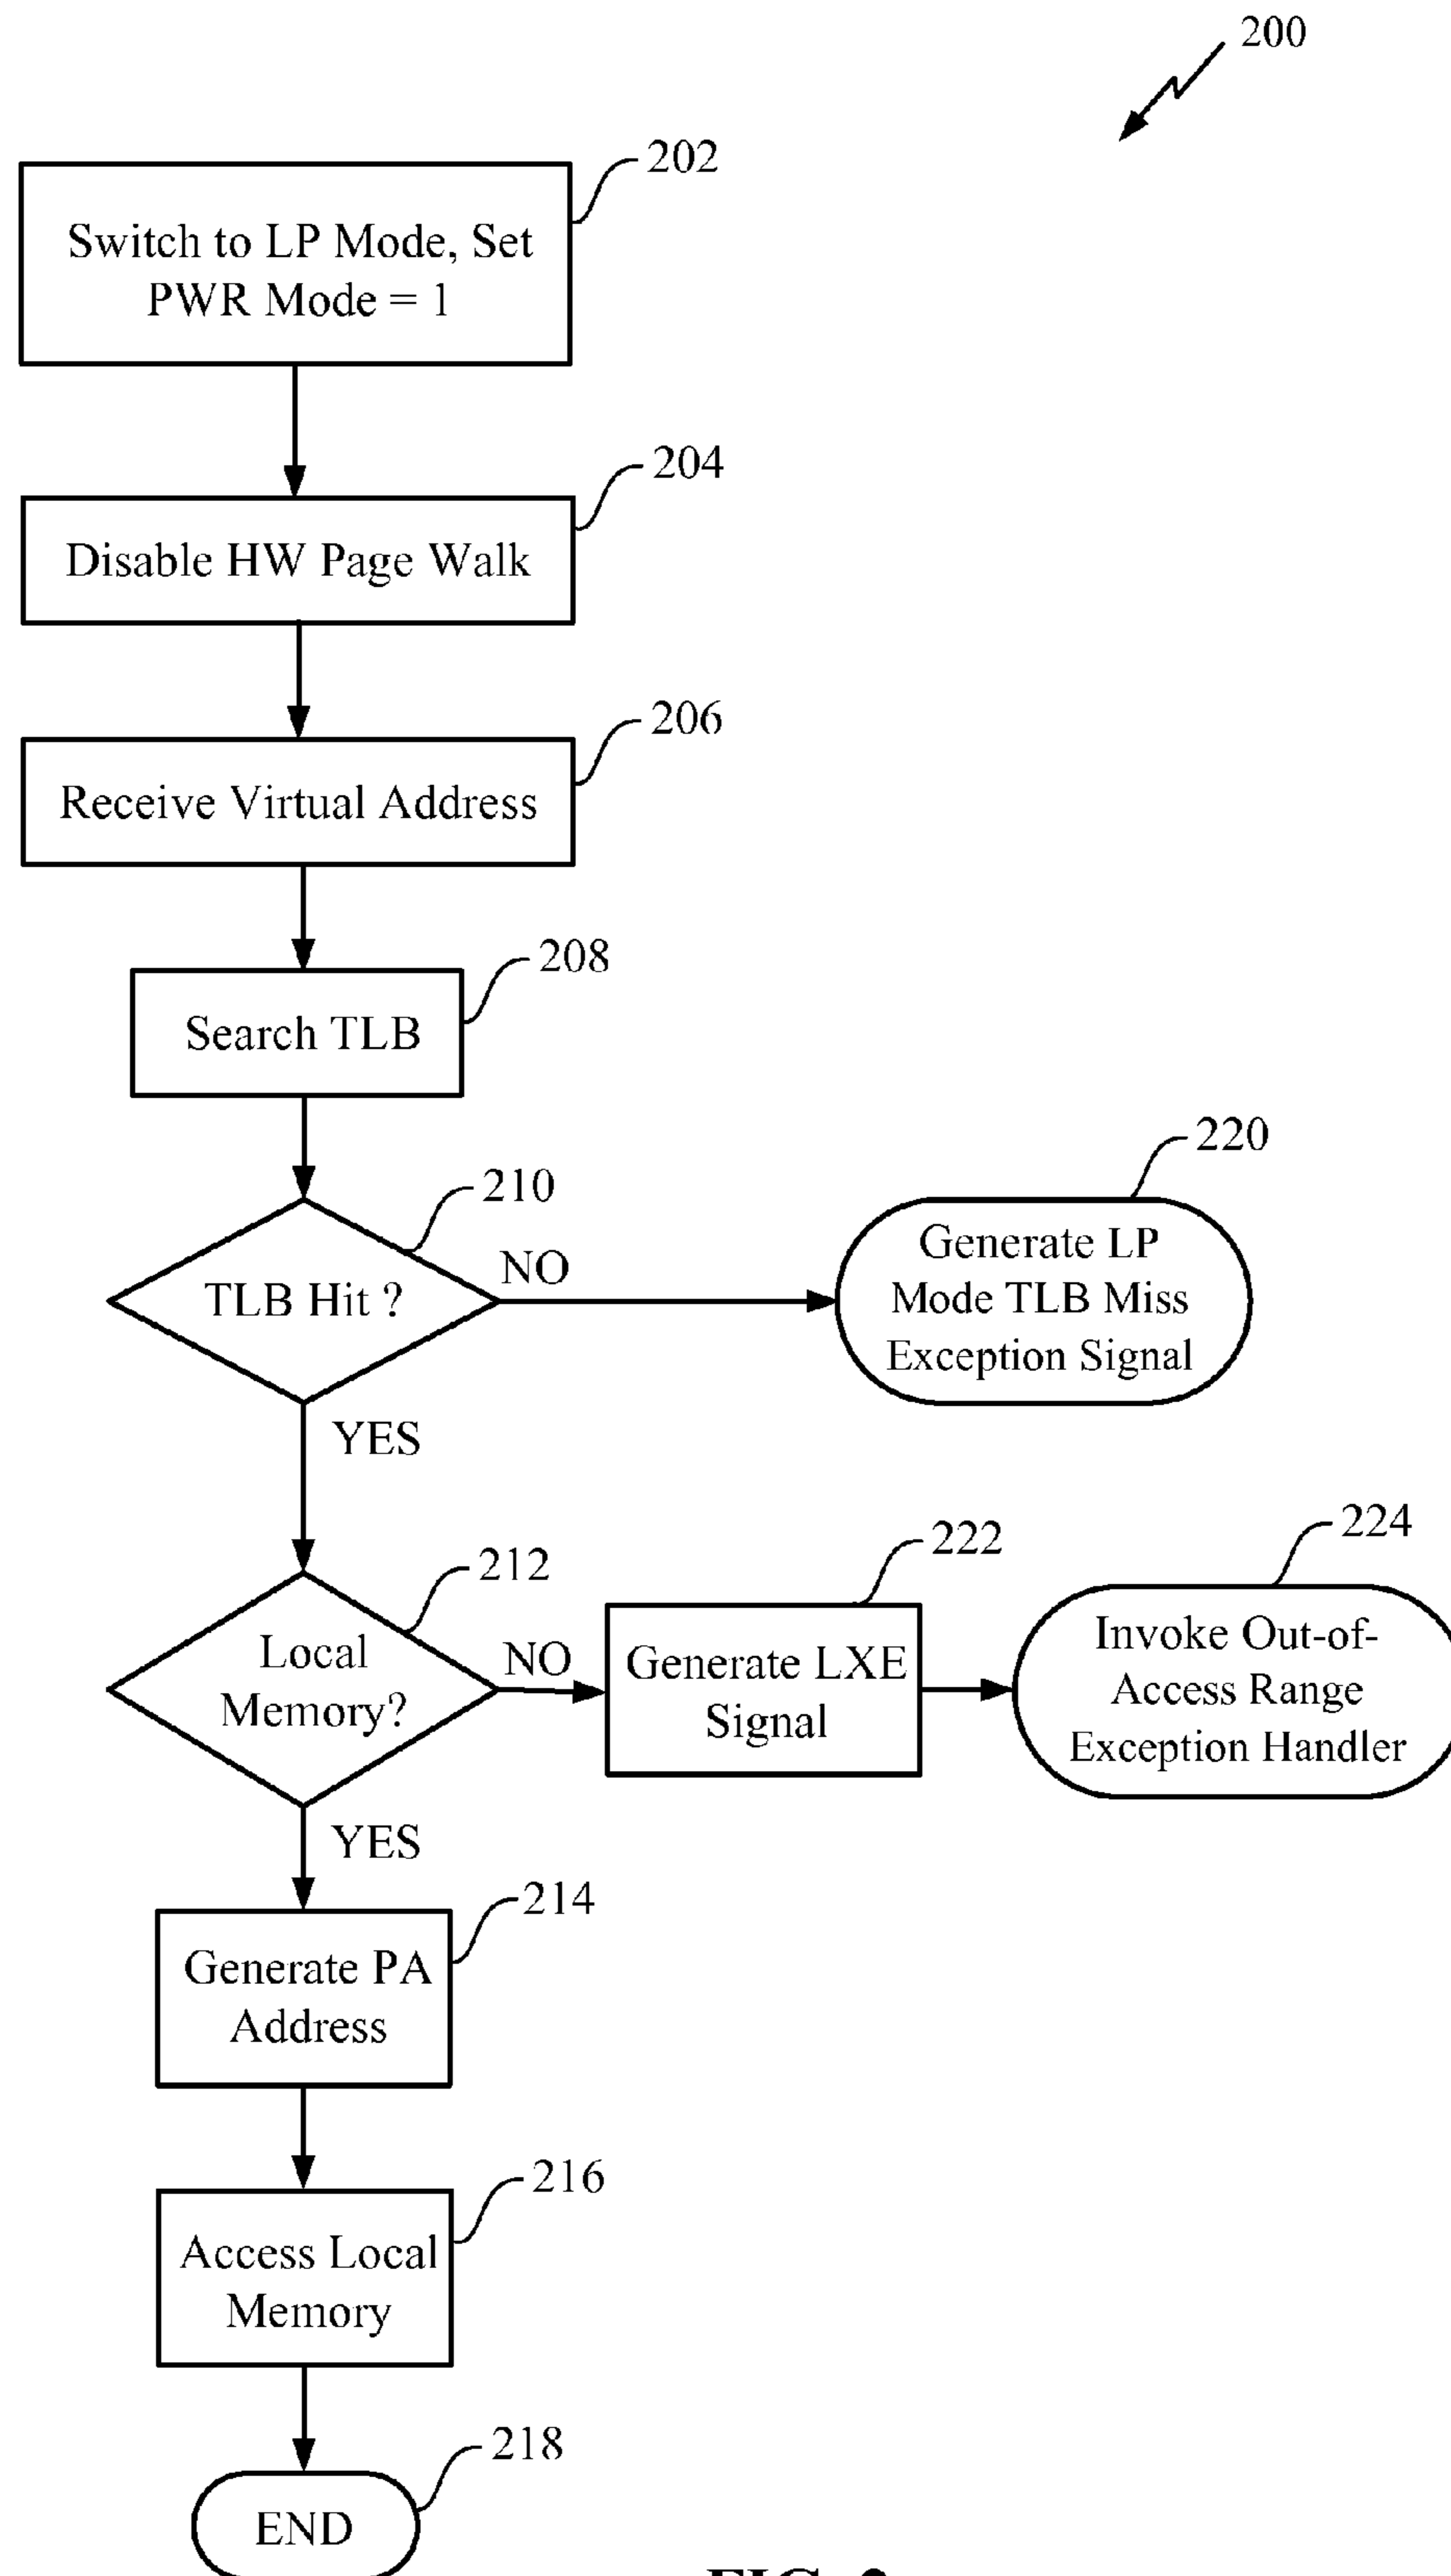 200
202
Switch to LP Mode, Set
PWR Mode = 1
204
Disable HW Page Walk
206
Receive Virtual Address
208
Search TLB
210
TLB Hit ?
NO
220
Generate LP
Mode TLB Miss
Exception Signal
YES
212
Local
Memory?
NO
222
Generate LXE
Signal
224
Invoke Out-of-
Access Range
Exception Handler
YES
214
Generate PA
Address
216
Access Local
Memory
218
END